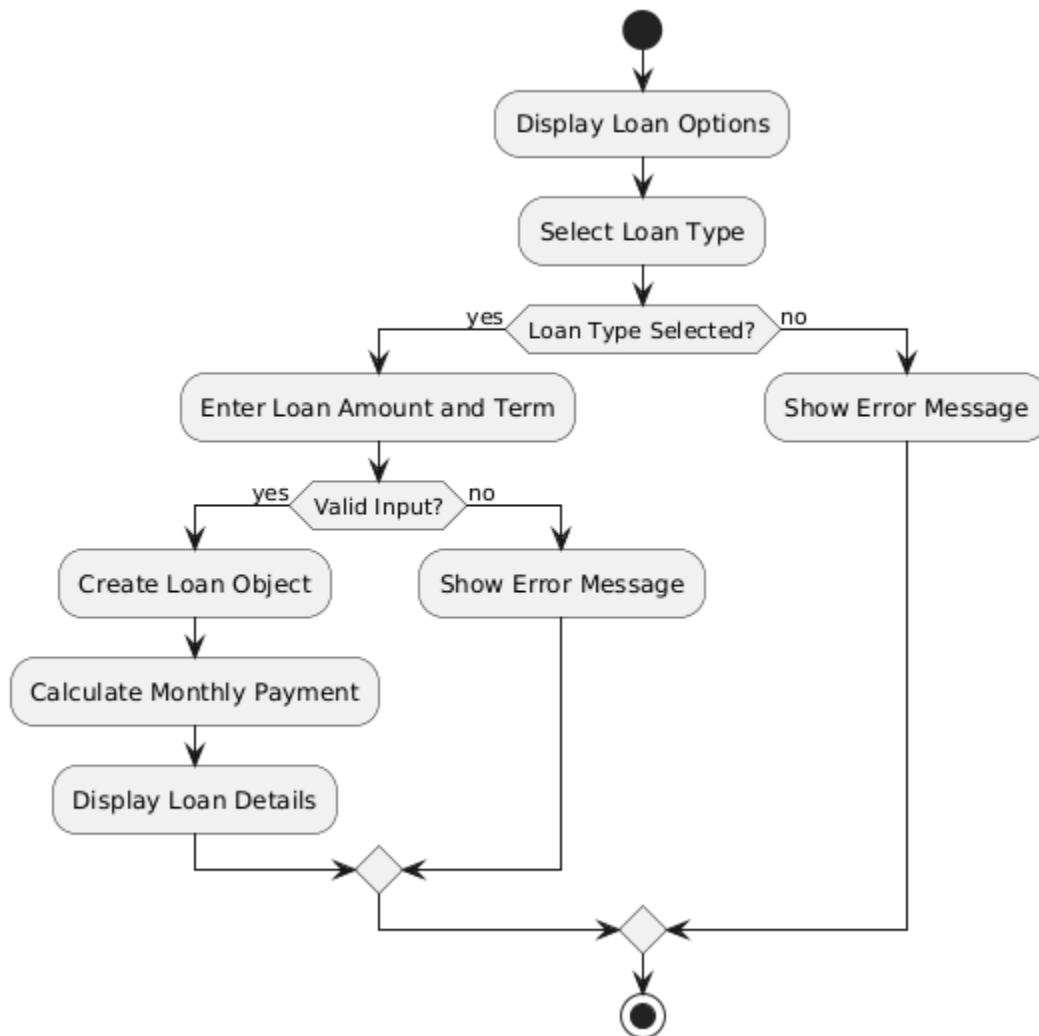 Display Loan Options
Select Loan Type
yes
Loan Type Selected?
no
Enter Loan Amount and Term
Show Error Message
yes
Valid Input?
no
Create Loan Object
Show Error Message
Calculate Monthly Payment
Display Loan Details